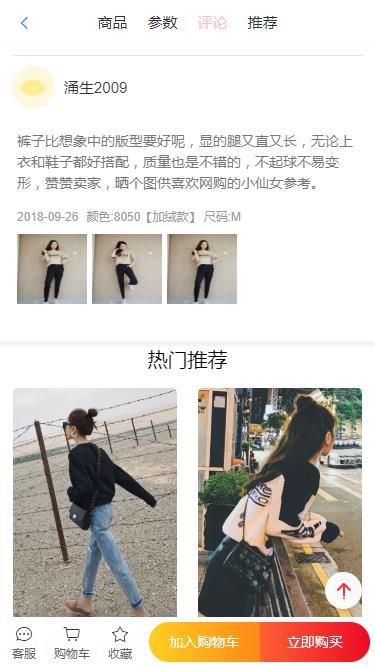 商品 参数 评论 推荐
涌生2009
裤子比想象中的版型要好呢，显的腿又直又长，无论上
衣和鞋子都好搭配，质量也是不错的，不起球不易变
形，赞赞卖家，晒个图供喜欢网购的小仙女参考。
2018-09-26 颜色:8050【加绒款】尺码:M
热门推荐
客服 购物车 收藏 加入购物车 立即购买